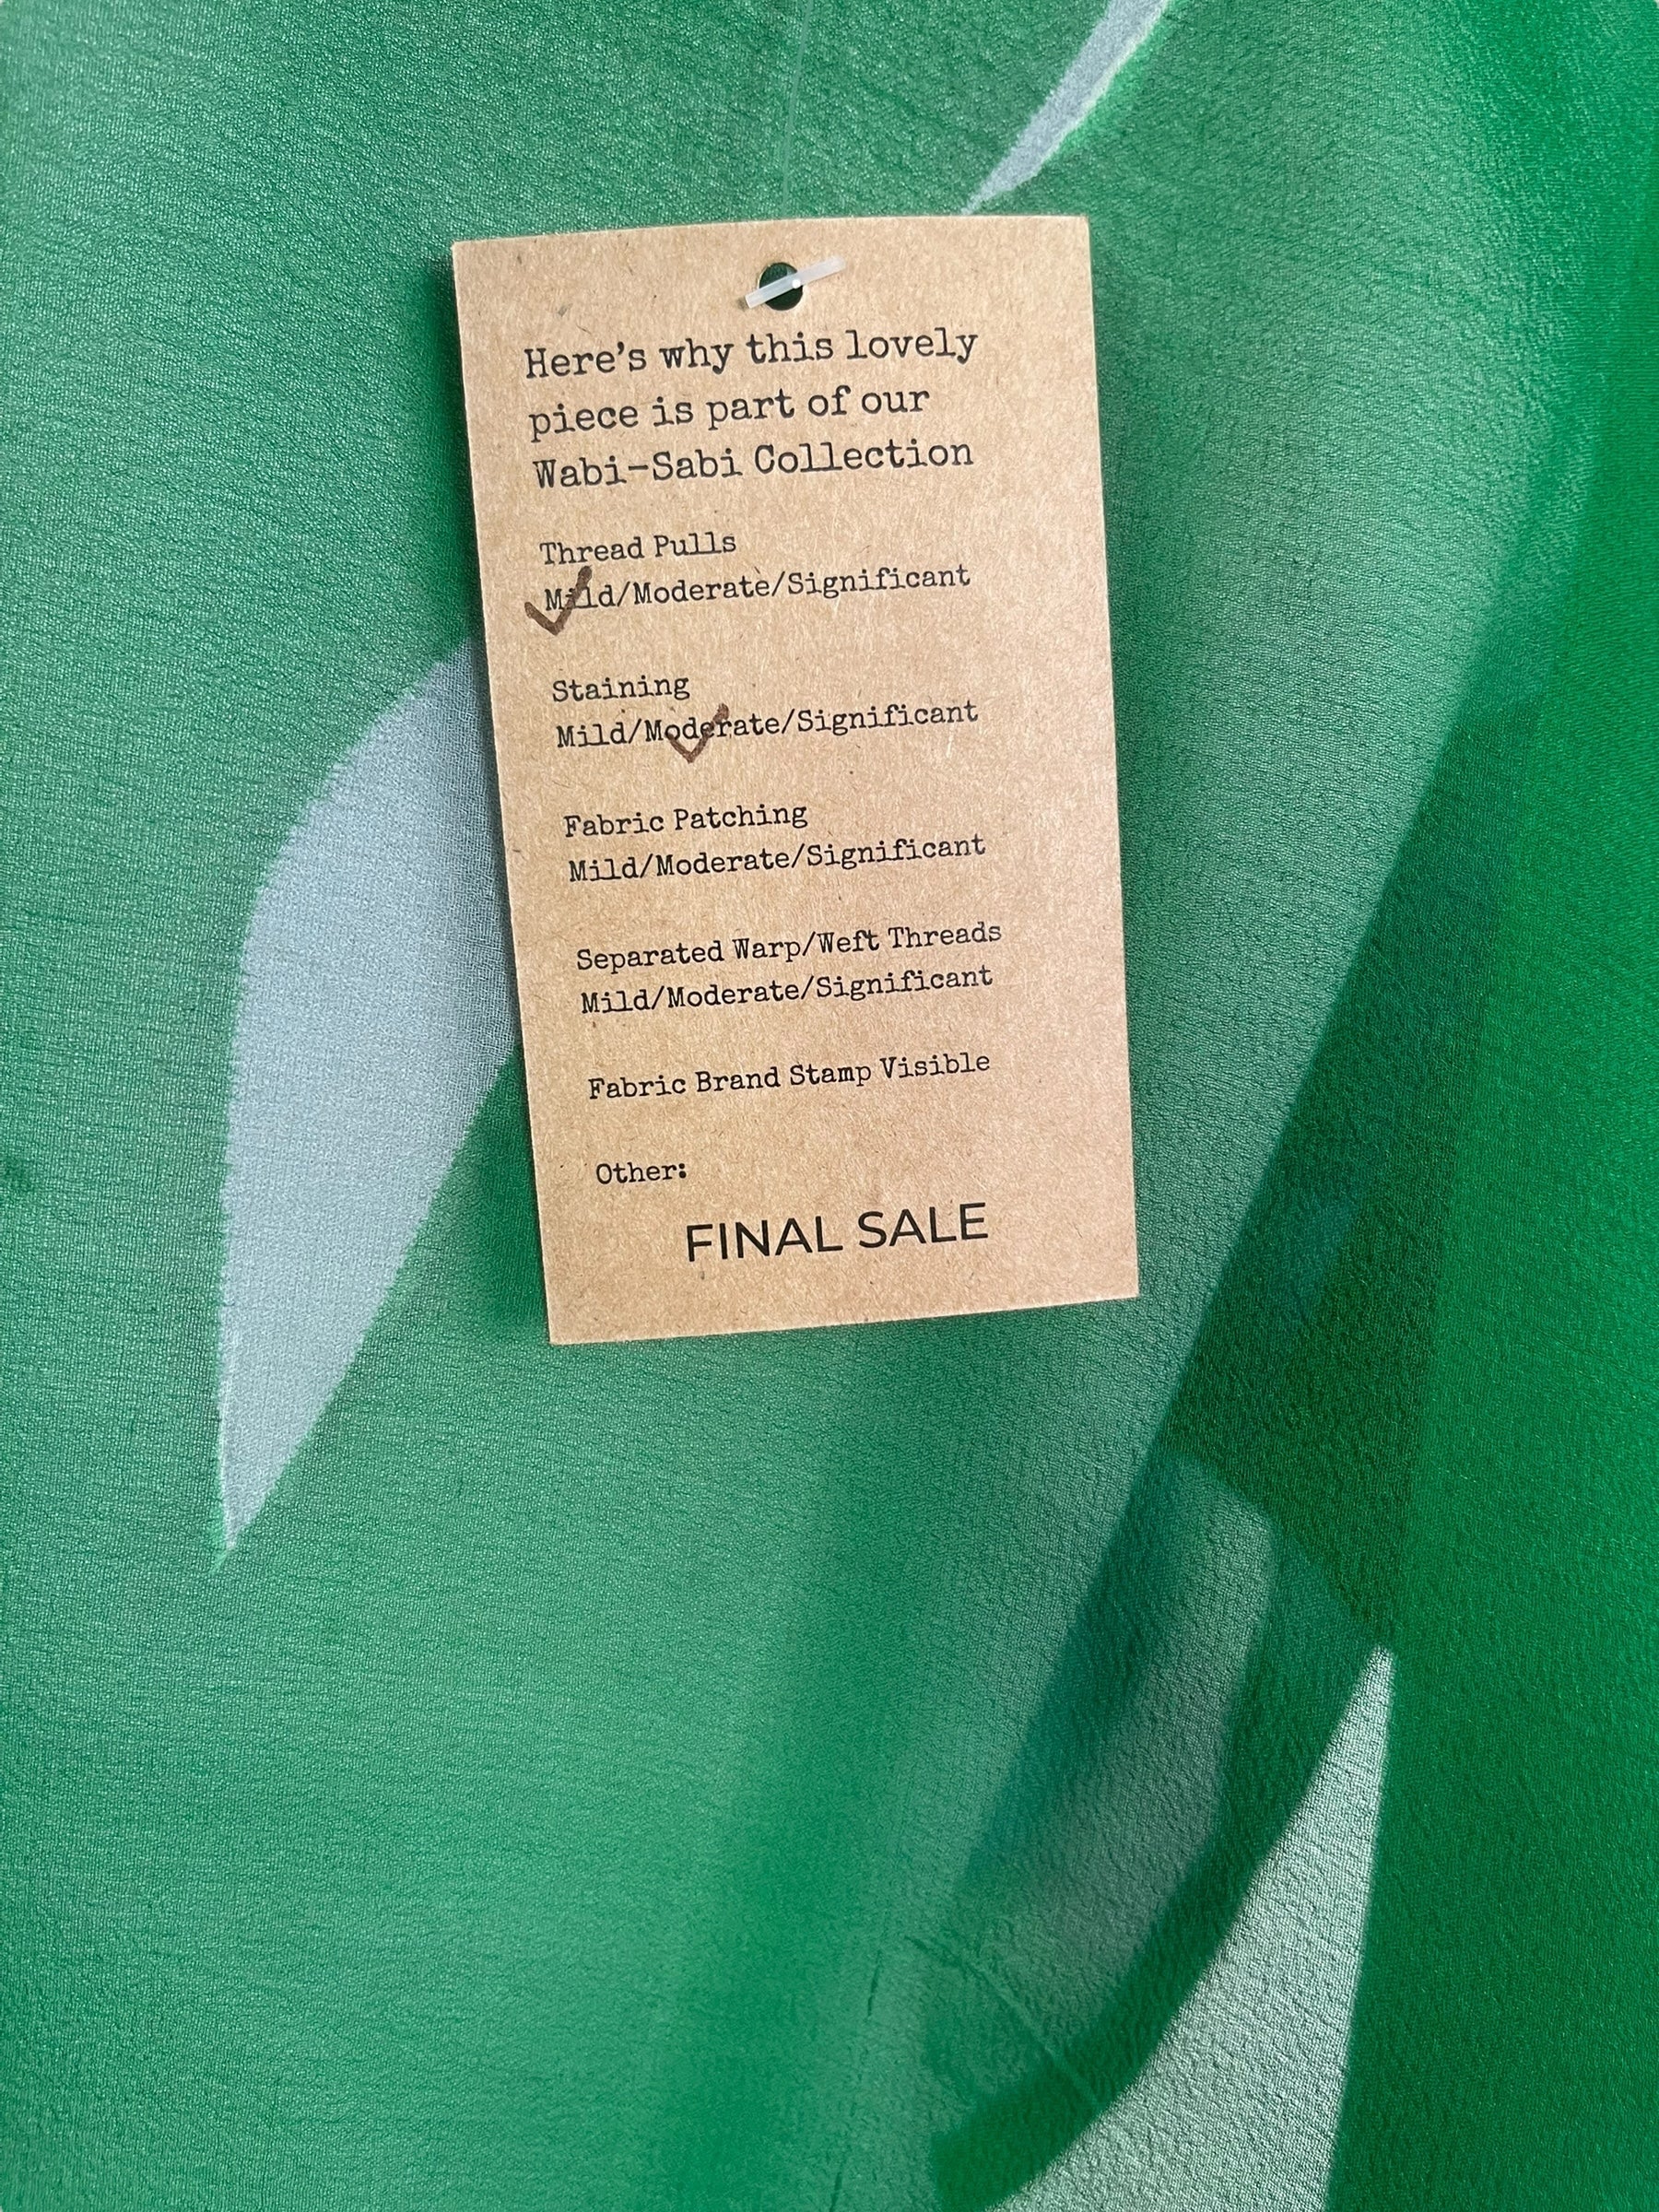 Here's why this lovely
piece is part of our
Wabi-Sabi Collection
Thread Pulls
Mild/Moderate/Significant
Staining
Mild/Moderate/Significant
Fabric Patching
Mild/Moderate/Significant
Separated Warp/Weft Threads
Mild/Moderate/Significant
Fabric Brand Stamp Visible
Other:
FINAL SALE